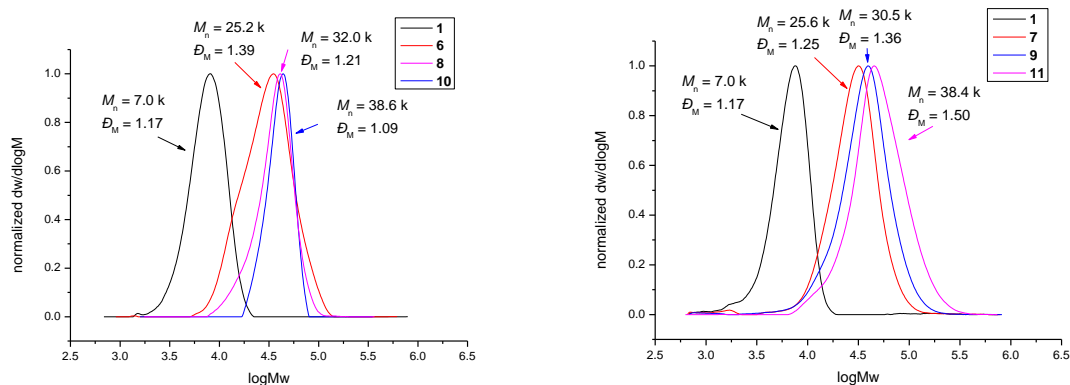 Mn = 25.2 k
ĐM = 1.39
Mn = 32.0 k
ĐM = 1.21
1
6
8
10
Mn = 7.0 k
ĐM = 1.17
Mn = 38.6 k
ĐM = 1.09
normalized dw/dlogM
1.0
0.8
0.6
0.4
0.2
0.0
2.5 3.0 3.5 4.0 4.5 5.0 5.5 6.0 6.5
logMw
Mn = 25.6 k
ĐM = 1.25
Mn = 30.5 k
ĐM = 1.36
1
7
9
11
Mn = 7.0 k
ĐM = 1.17
Mn = 38.4 k
ĐM = 1.50
normalized dw/dlogM
1.0
0.8
0.6
0.4
0.2
0.0
2.5 3.0 3.5 4.0 4.5 5.0 5.5 6.0 6.5
logMw